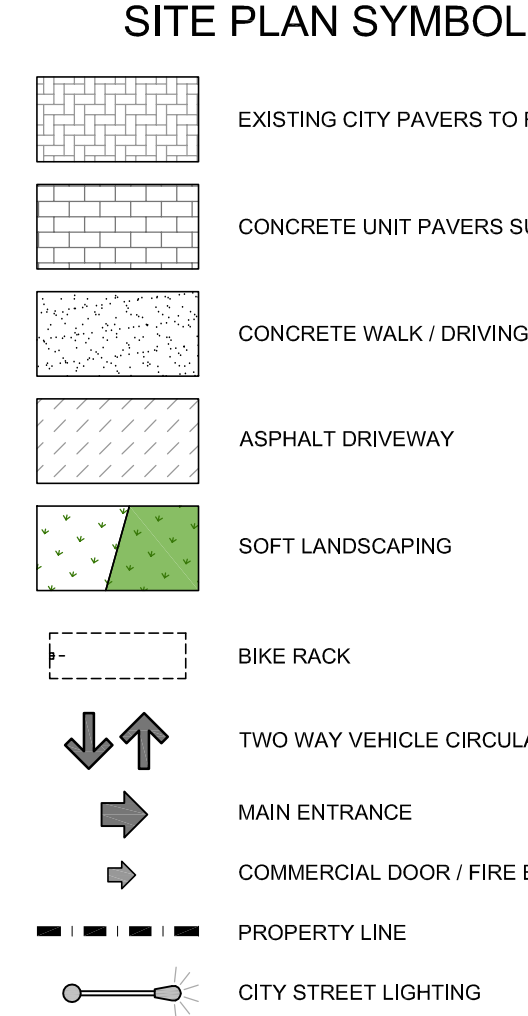 SITE PLAN SYMBOL
EXISTING CITY PAVERS TO
CONCRETE UNIT PAVERS
CONCRETE WALK / DRIVING
ASPHALT DRIVEWAY
SOFT LANDSCAPING
BIKE RACK
TWO WAY VEHICLE
MAIN ENTRANCE
COMMERCIAL DOOR / FIRE
PROPERTY LINE
CITY STREET LIGHTING